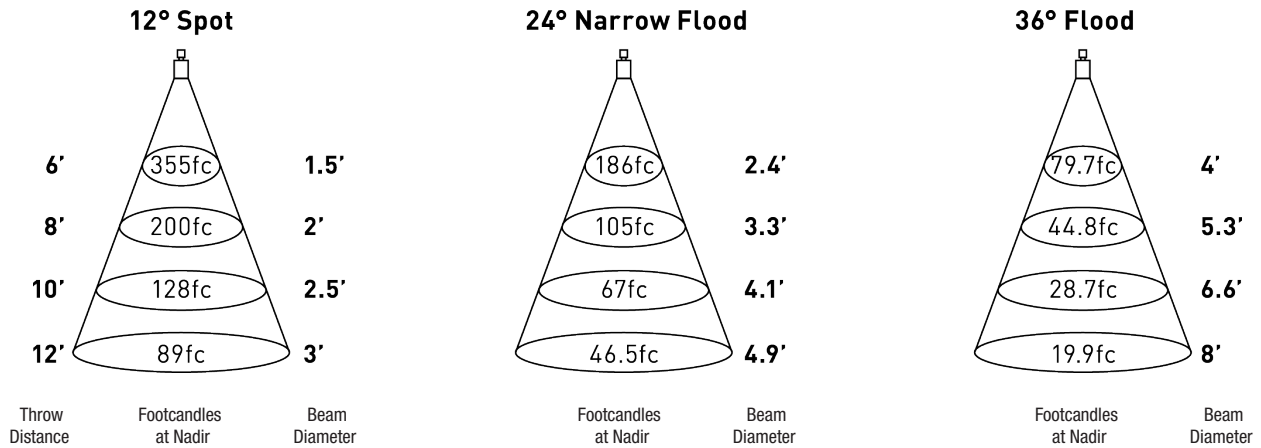 12° Spot
24° Narrow Flood
36° Flood
6’ 355fc 1.5’ 186fc 2.4’ 79.7fc 4’
8’ 200fc 2’ 105fc 3.3’ 44.8fc 5.3’
10’ 128fc 2.5’ 67fc 4.1’ 28.7fc 6.6’
12’ 89fc 3’ 46.5fc 4.9’ 19.9fc 8’
Throw
Distance
Footcandles
at Nadir
Beam
Diameter
Footcandles
at Nadir
Beam
Diameter
Footcandles
at Nadir
Beam
Diameter